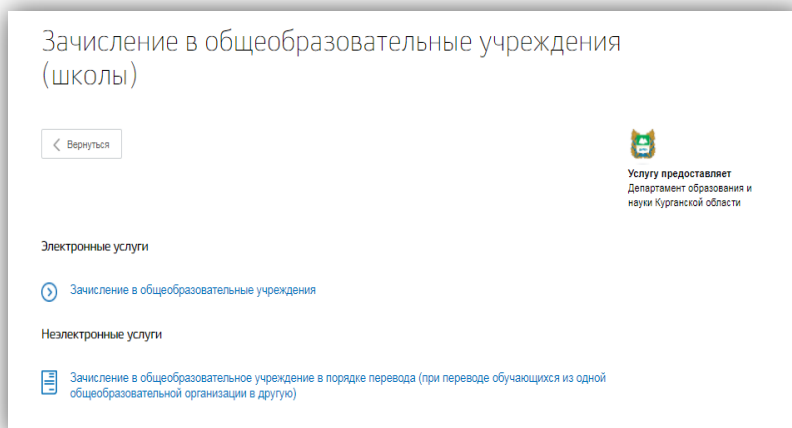 Зачисление в общеобразовательные учреждения
(школы)
Вернуться
Услугу предоставляет
Департамент образования и
науки Курганской области
Электронные услуги
Зачисление в общеобразовательные учреждения
Неэлектронные услуги
Зачисление в общеобразовательное учреждение в порядке перевода (при переводе обучающихся из одной
общеобразовательной организации в другую)